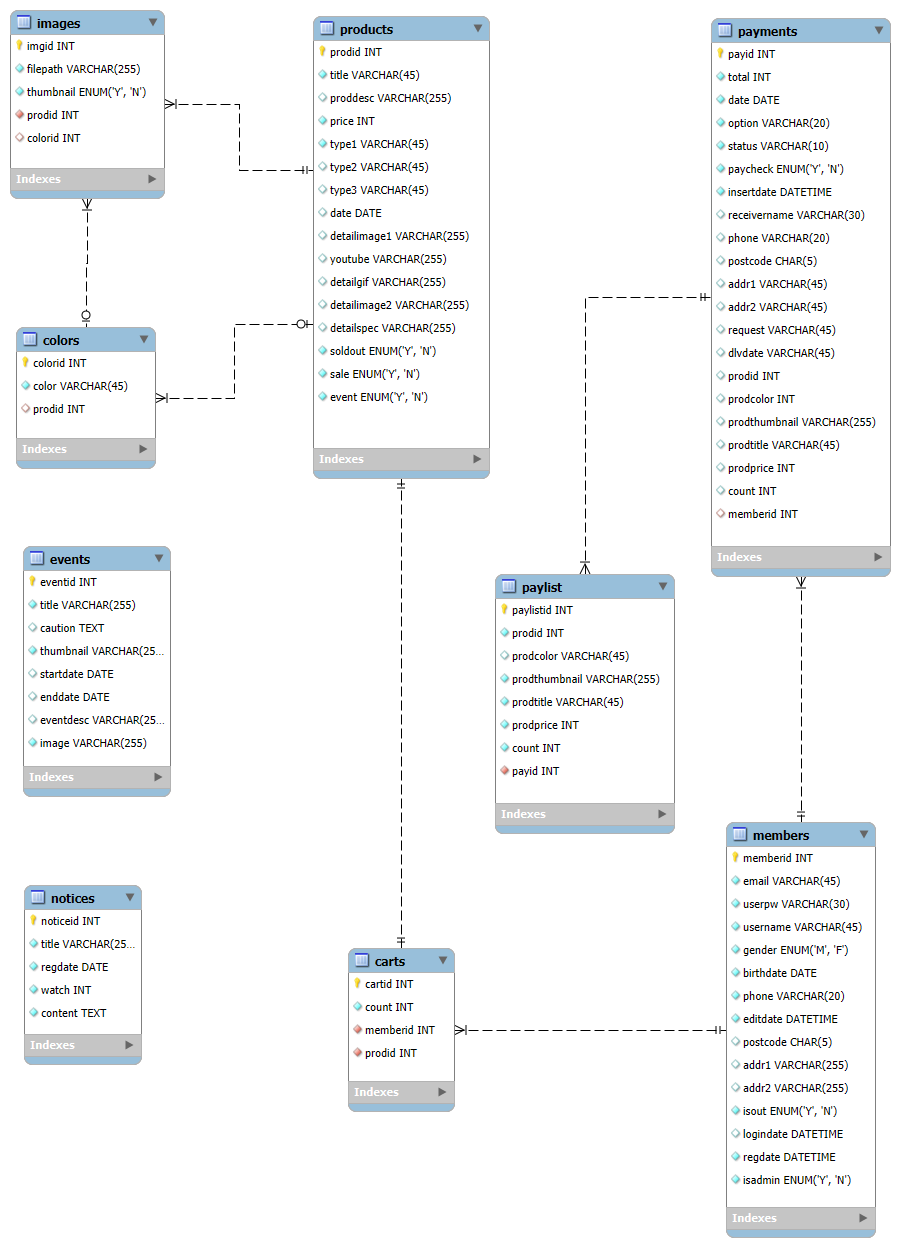 images
imgid INT
filepath VARCHAR(255)
thumbnail ENUM('Y', 'N')
prodid INT
colorid INT
Indexes
products
prodid INT
title VARCHAR(45)
proddesc VARCHAR(255)
price INT
type1 VARCHAR(45)
type2 VARCHAR(45)
type3 VARCHAR(45)
date DATE
detailimage1 VARCHAR(255)
youtube VARCHAR(255)
detailgif VARCHAR(255)
detailimage2 VARCHAR(255)
detailspec VARCHAR(255)
soldout ENUM('Y', 'N')
sale ENUM('Y', 'N')
event ENUM('Y', 'N')
Indexes
payments
payid INT
total INT
date DATE
option VARCHAR(20)
status VARCHAR(10)
paycheck ENUM('Y', 'N')
insertdate DATETIME
receivername VARCHAR(30)
phone VARCHAR(20)
postcode CHAR(5)
addr1 VARCHAR(45)
addr2 VARCHAR(45)
request VARCHAR(45)
dlvdate VARCHAR(45)
prodid INT
prodcolor INT
prodthumbnail VARCHAR(255)
prodtitle VARCHAR(45)
prodprice INT
count INT
memberid INT
Indexes
colors
colorid INT
color VARCHAR(45)
prodid INT
Indexes
events
eventid INT
title VARCHAR(255)
caution TEXT
thumbnail VARCHAR(25...
startdate DATE
enddate DATE
eventdesc VARCHAR(25...
image VARCHAR(255)
Indexes
paylist
paylistid INT
prodid INT
prodcolor VARCHAR(45)
prodthumbnail VARCHAR(255)
prodtitle VARCHAR(45)
prodprice INT
count INT
payid INT
Indexes
members
memberid INT
email VARCHAR(45)
userpw VARCHAR(30)
username VARCHAR(45)
gender ENUM('M', 'F')
birthdate DATE
phone VARCHAR(20)
editdate DATETIME
postcode CHAR(5)
addr1 VARCHAR(255)
addr2 VARCHAR(255)
isout ENUM('Y', 'N')
logindate DATETIME
regdate DATETIME
isadmin ENUM('Y', 'N')
Indexes
notices
noticeid INT
title VARCHAR(25...
regdate DATE
watch INT
content TEXT
Indexes
carts
cartid INT
count INT
memberid INT
prodid INT
Indexes